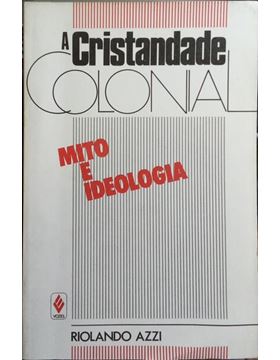 A Cristandade
COLONIAL
MITO
E
IDEOLOGIA
VOZES
RIOLANDO AZZI